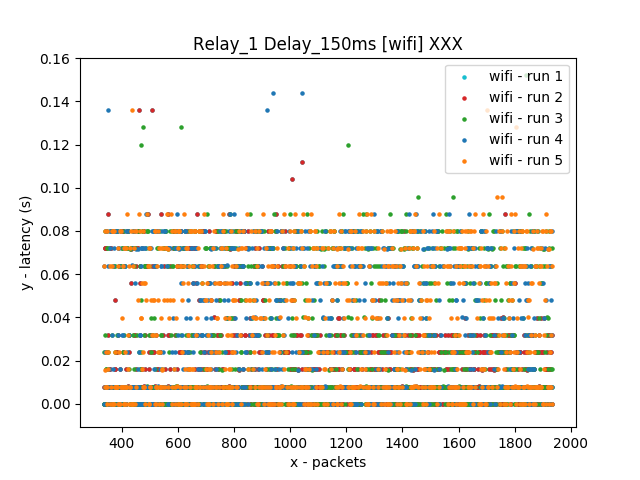 Relay_1 Delay_150ms [wifi] XXX
y - latency (s)
0.16
0.14
0.12
0.10
0.08
0.06
0.04
0.02
0.00
wifi - run 1
wifi - run 2
wifi - run 3
wifi - run 4
wifi - run 5
400 600 800 1000 1200 1400 1600 1800 2000
x - packets